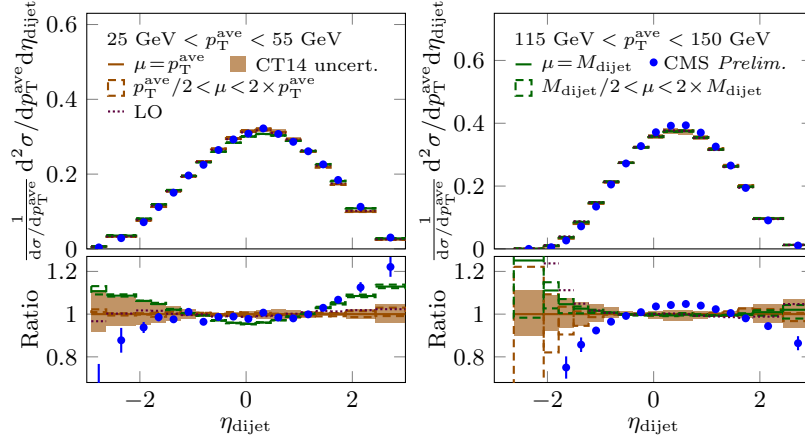 25 GeV < p_T^ave < 55 GeV
μ = p_T^ave CT14 uncert.
p_T^ave/2 < μ < 2 × p_T^ave
LO
1/(dσ/dp_T^ave) d²σ/dp_T^ave dη_dijet
0.6
0.4
0.2
0
115 GeV < p_T^ave < 150 GeV
μ = M_dijet CMS Prelim.
M_dijet/2 < μ < 2 × M_dijet
1/(dσ/dp_T^ave) d²σ/dp_T^ave dη_dijet
0.6
0.4
0.2
0
Ratio
1.2
1
0.8
−2 0 2
η_dijet
Ratio
1.2
1
0.8
−2 0 2
η_dijet